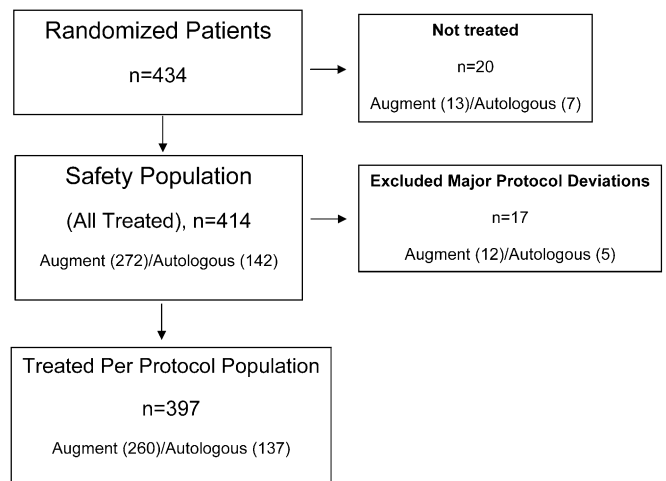 Randomized Patients
n=434
Not treated
n=20
Augment (13)/Autologous (7)
Safety Population
(All Treated), n=414
Augment (272)/Autologous (142)
Excluded Major Protocol Deviations
n=17
Augment (12)/Autologous (5)
Treated Per Protocol Population
n=397
Augment (260)/Autologous (137)